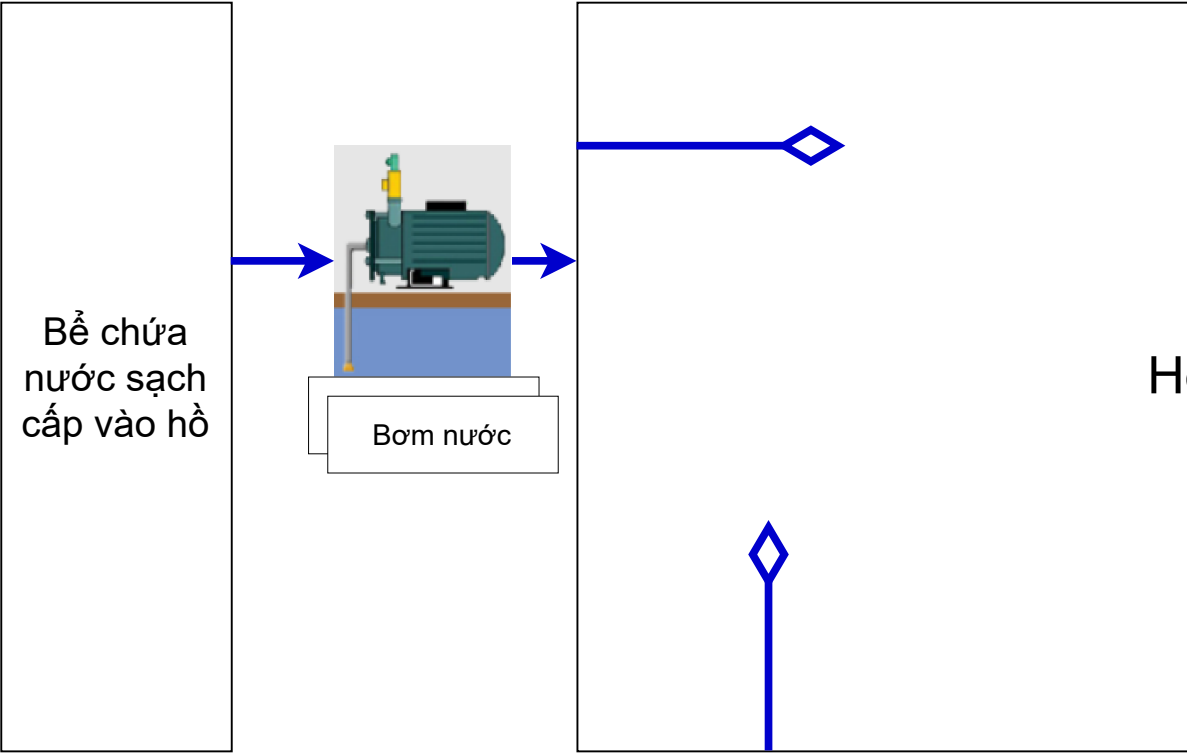 Bể chứa
nước sạch
cấp vào hồ
Bơm nước